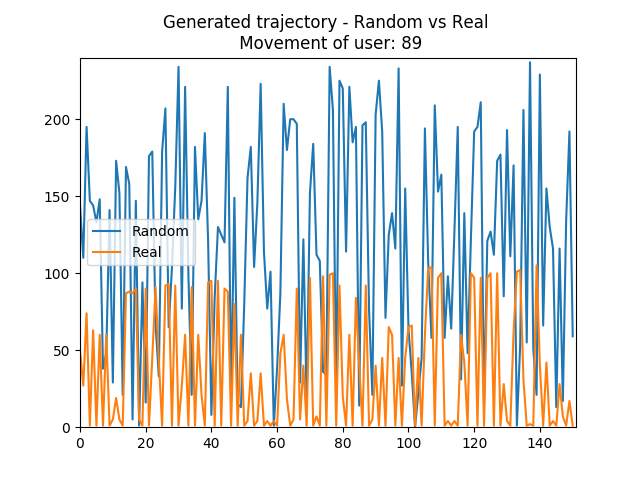 Generated trajectory - Random vs Real
Movement of user: 89
200
150
100
50
0
Random
Real
0 20 40 60 80 100 120 140